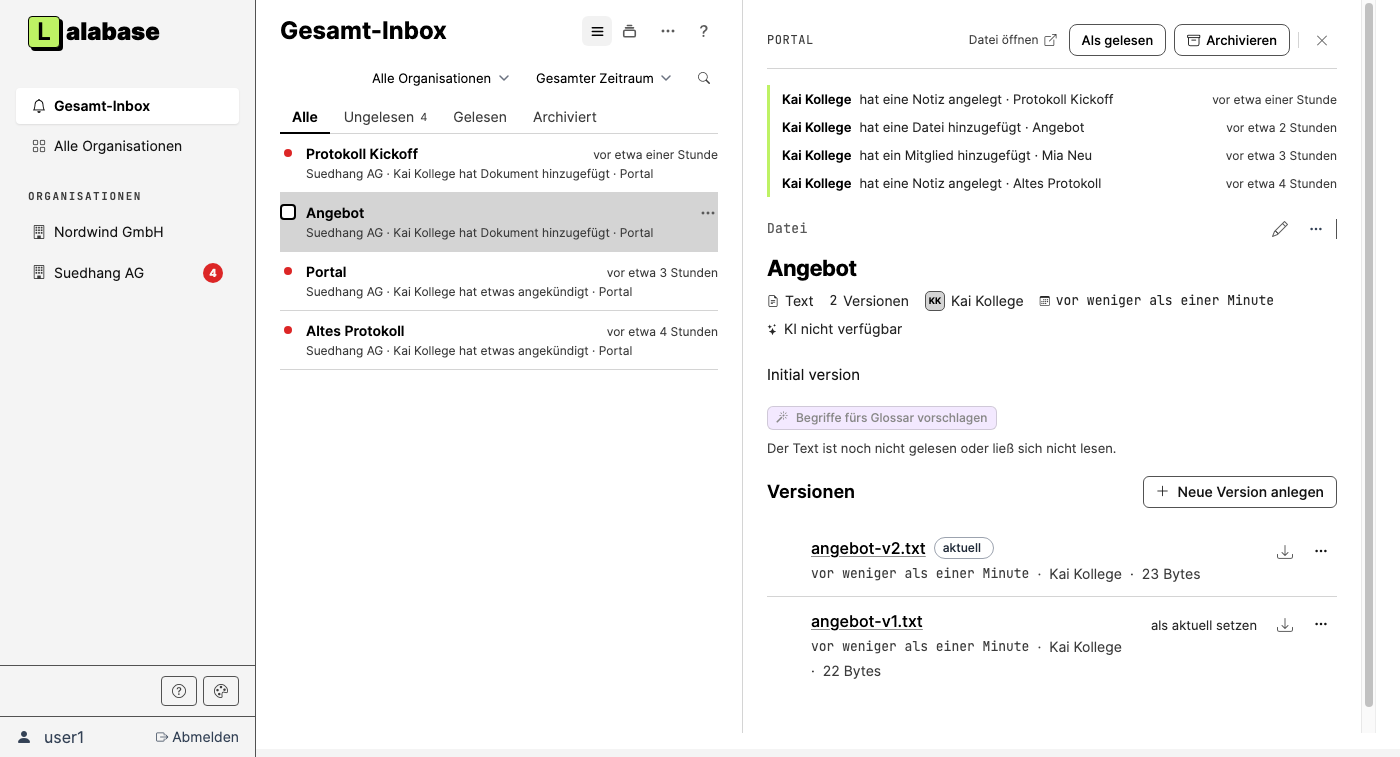 Lalabase
Gesamt-Inbox
Alle Organisationen
ORGANISATIONEN
Nordwind GmbH
Suedhang AG 4
user1 Abmelden
Gesamt-Inbox ?
Alle Organisationen Gesamter Zeitraum
Alle Ungelesen 4 Gelesen Archiviert
Protokoll Kickoff vor etwa einer Stunde
Suedhang AG · Kai Kollege hat Dokument hinzugefügt · Portal
Angebot
Suedhang AG · Kai Kollege hat Dokument hinzugefügt · Portal
Portal vor etwa 3 Stunden
Suedhang AG · Kai Kollege hat etwas angekündigt · Portal
Altes Protokoll vor etwa 4 Stunden
Suedhang AG · Kai Kollege hat etwas angekündigt · Portal
PORTAL Datei öffnen Als gelesen Archivieren
Kai Kollege hat eine Notiz angelegt · Protokoll Kickoff vor etwa einer Stunde
Kai Kollege hat eine Datei hinzugefügt · Angebot vor etwa 2 Stunden
Kai Kollege hat ein Mitglied hinzugefügt · Mia Neu vor etwa 3 Stunden
Kai Kollege hat eine Notiz angelegt · Altes Protokoll vor etwa 4 Stunden
Datei
Angebot
Text 2 Versionen KK Kai Kollege vor weniger als einer Minute
KI nicht verfügbar
Initial version
Begriffe fürs Glossar vorschlagen
Der Text ist noch nicht gelesen oder ließ sich nicht lesen.
Versionen Neue Version anlegen
angebot-v2.txt aktuell
vor weniger als einer Minute · Kai Kollege · 23 Bytes
angebot-v1.txt als aktuell setzen
vor weniger als einer Minute · Kai Kollege
· 22 Bytes